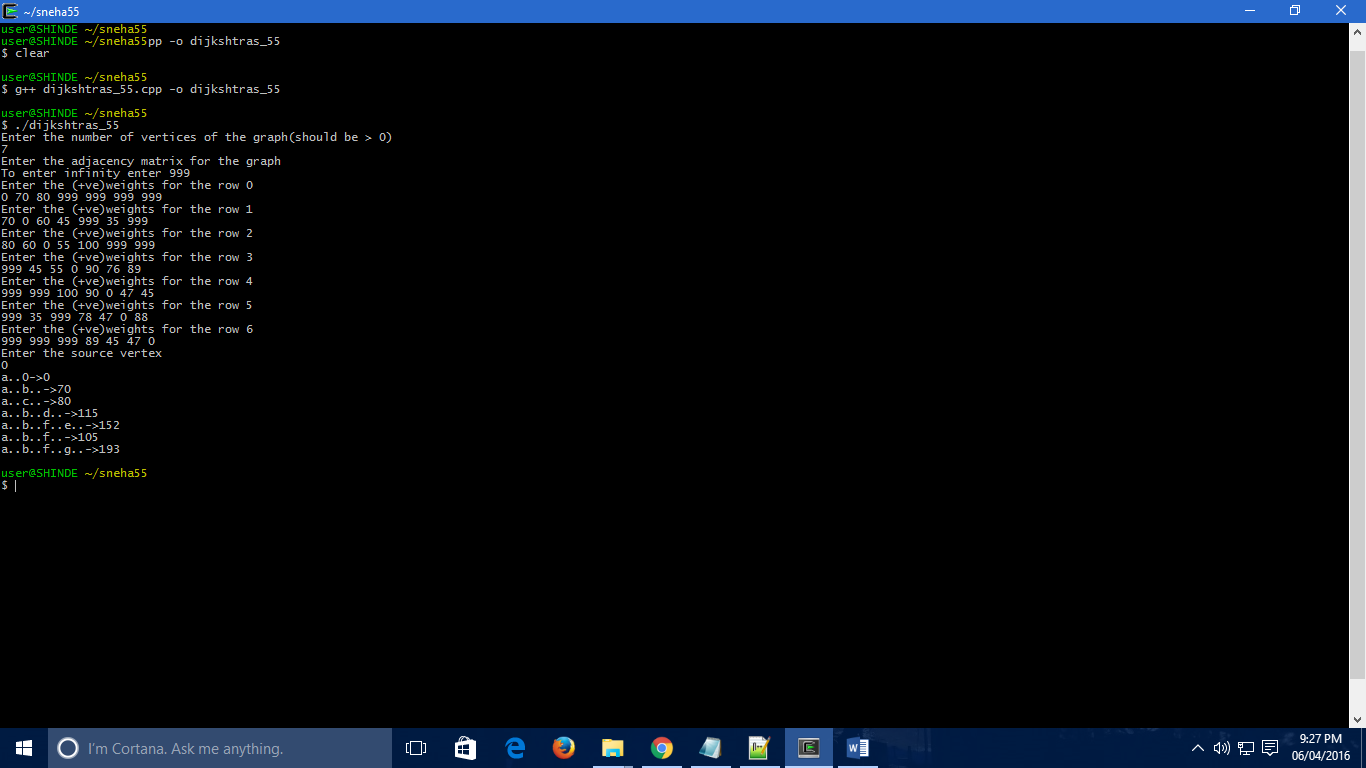 ~/sneha55
user@SHINDE ~/sneha55
user@SHINDE ~/sneha55pp -o dijkshtras_55
$ clear
user@SHINDE ~/sneha55
$ g++ dijkshtras_55.cpp -o dijkshtras_55
user@SHINDE ~/sneha55
$ ./dijkshtras_55
Enter the number of vertices of the graph(should be > 0)
7
Enter the adjacency matrix for the graph
To enter infinity enter 999
Enter the (+ve)weights for the row 0
0 70 80 999 999 999 999
Enter the (+ve)weights for the row 1
70 0 60 45 999 35 999
Enter the (+ve)weights for the row 2
80 60 0 55 100 999 999
Enter the (+ve)weights for the row 3
999 45 55 0 90 76 89
Enter the (+ve)weights for the row 4
999 999 100 90 0 47 45
Enter the (+ve)weights for the row 5
999 35 999 78 47 0 88
Enter the (+ve)weights for the row 6
999 999 999 89 45 47 0
Enter the source vertex
0
a..0->0
a..b..->70
a..c..->80
a..b..d..->115
a..b..f..e..->152
a..b..f..->105
a..b..f..g..->193
user@SHINDE ~/sneha55
$
I'm Cortana. Ask me anything.
9:27 PM
06/04/2016